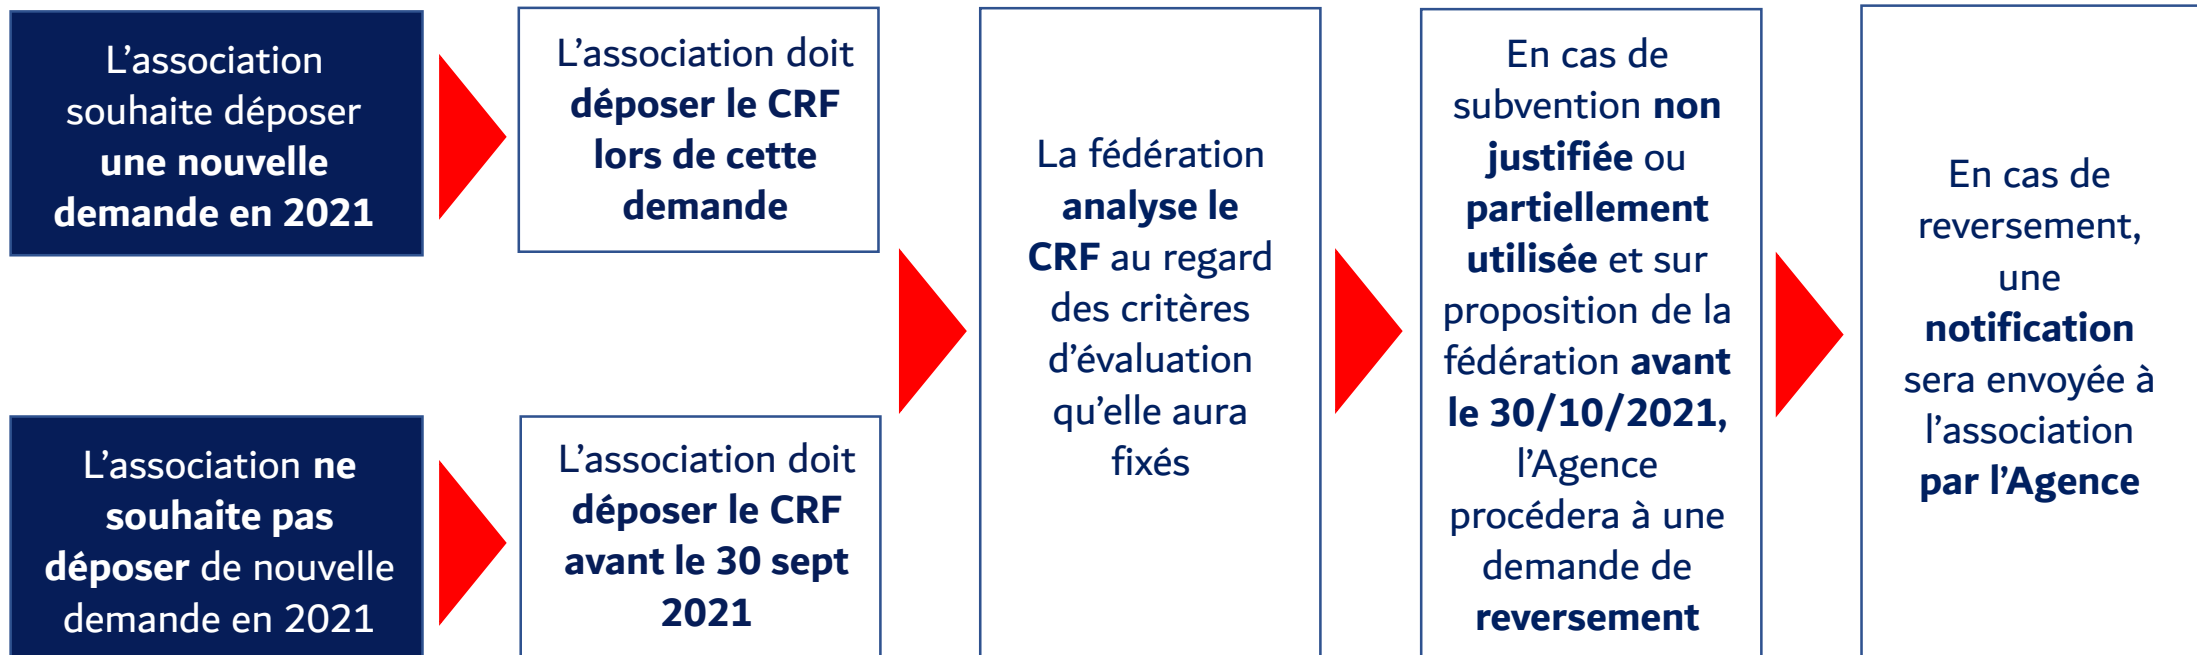 L’association
souhaite déposer
une nouvelle
demande en 2021
L’association doit
déposer le CRF
lors de cette
demande
L’association ne
souhaite pas
déposer de nouvelle
demande en 2021
L’association doit
déposer le CRF
avant le 30 sept
2021
La fédération
analyse le
CRF au regard
des critères
d’évaluation
qu’elle aura
fixés
En cas de
subvention non
justifiée ou
partiellement
utilisée et sur
proposition de la
fédération avant
le 30/10/2021,
l’Agence
procédera à une
demande de
reversement
En cas de
reversement,
une
notification
sera envoyée à
l’association
par l’Agence